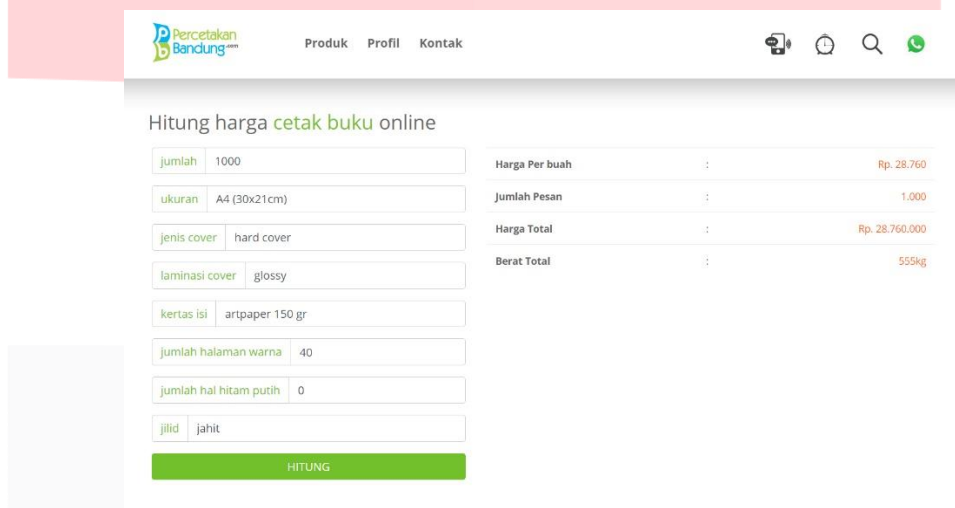 Percetakan
Bandung.com
Produk Profil Kontak
Hitung harga cetak buku online
jumlah 1000
ukuran A4 (30x21cm)
jenis cover hard cover
laminasi cover glossy
kertas isi artpaper 150 gr
jumlah halaman warna 40
jumlah hal hitam putih 0
jilid jahit
HITUNG
Harga Per buah : Rp. 28.760
Jumlah Pesan : 1.000
Harga Total : Rp. 28.760.000
Berat Total : 555kg